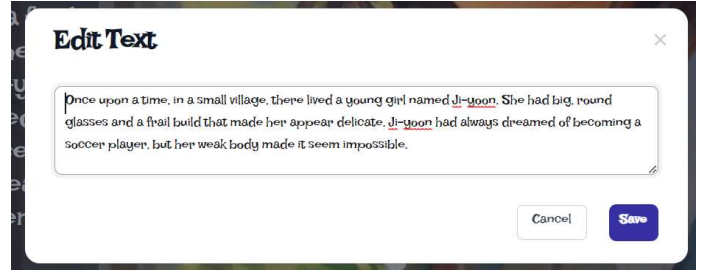 Edit Text
Once upon a time, in a small village, there lived a young girl named Ji-yoon. She had big, round
glasses and a frail build that made her appear delicate. Ji-yoon had always dreamed of becoming a
soccer player, but her weak body made it seem impossible.
Cancel
Save